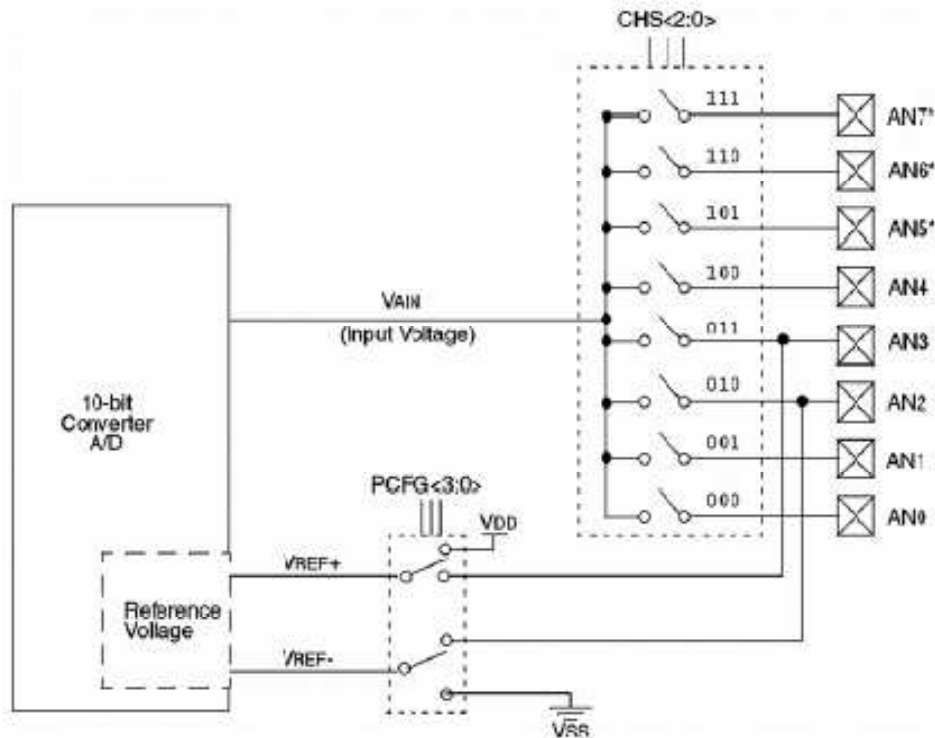 CHS<2:0>
111
AN7*
110
AN6*
101
AN5*
100
AN4
VAIN
(Input Voltage)
011
AN3
10-bit
Converter
A/D
010
AN2
001
AN1
PCFG<3:0>
000
AN0
VDD
VREF+
Reference
Voltage
VREF-
VSS